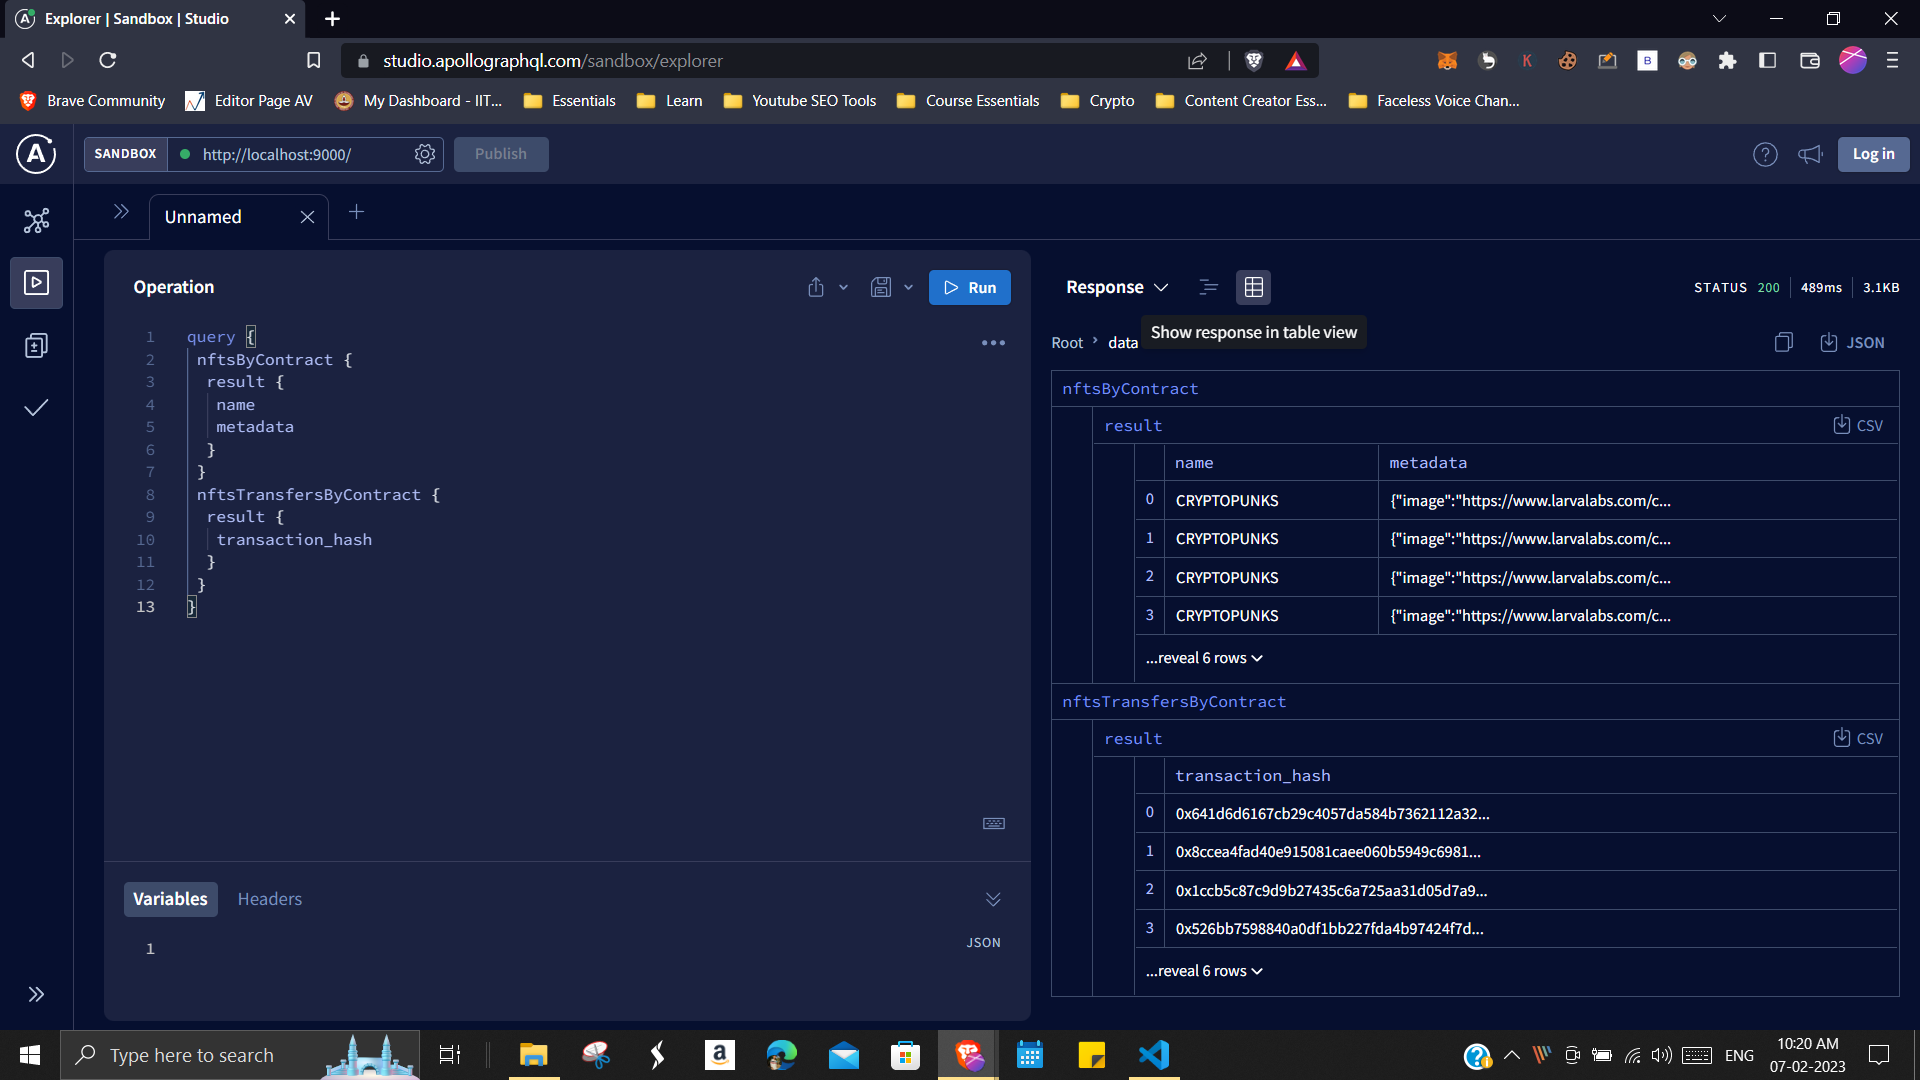 Explorer | Sandbox | Studio
studio.apollographql.com/sandbox/explorer
Brave Community
Editor Page AV
My Dashboard - IIT...
Essentials
Learn
Youtube SEO Tools
Course Essentials
Crypto
Content Creator Ess...
Faceless Voice Chan...
SANDBOX
http://localhost:9000/
Publish
Log in
Unnamed
Operation
Run
1 query {
2 nftsByContract {
3 result {
4 name
5 metadata
6 }
7 }
8 nftsTransfersByContract {
9 result {
10 transaction_hash
11 }
12 }
13 }
Variables
Headers
1
JSON
Response
STATUS 200
489ms
3.1KB
Root > data
Show response in table view
JSON
nftsByContract
result
CSV
name metadata
0 CRYPTOPUNKS {"image":"https://www.larvalabs.com/c...
1 CRYPTOPUNKS {"image":"https://www.larvalabs.com/c...
2 CRYPTOPUNKS {"image":"https://www.larvalabs.com/c...
3 CRYPTOPUNKS {"image":"https://www.larvalabs.com/c...
...reveal 6 rows
nftsTransfersByContract
result
CSV
transaction_hash
0 0x641d6d6167cb29c4057da584b7362112a32...
1 0x8ccea4fad40e915081caee060b5949c6981...
2 0x1ccb5c87c9d9b27435c6a725aa31d05d7a9...
3 0x526bb7598840a0df1bb227fda4b97424f7d...
...reveal 6 rows
Type here to search
ENG
10:20 AM
07-02-2023